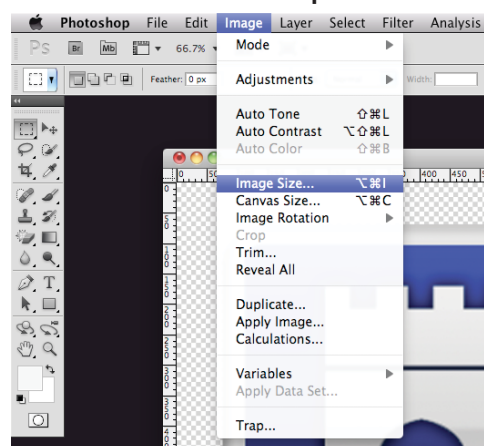 Photoshop File Edit Image Layer Select Filter Analysis
Ps Br Mb 66.7%
Mode
Feather: 0 px
Adjustments
Width:
Auto Tone ⇧⌘L
Auto Contrast ⌥⇧⌘L
Auto Color ⇧⌘B
Image Size... ⌥⌘I
Canvas Size... ⌥⌘C
Image Rotation
Crop
Trim...
Reveal All
Duplicate...
Apply Image...
Calculations...
Variables
Apply Data Set...
Trap...
0 50 400 450